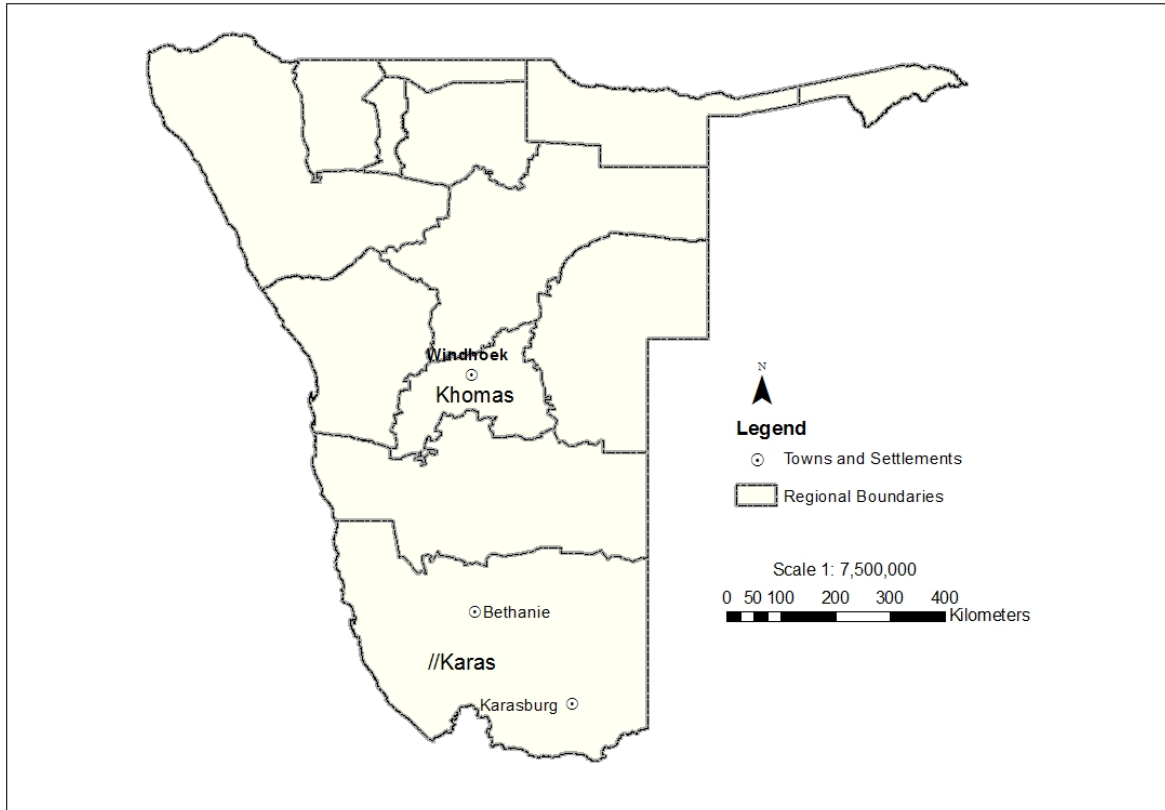 Windhoek
Khomas
N
Legend
Towns and Settlements
Regional Boundaries
Scale 1: 7,500,000
0 50 100 200 300 400
Kilometers
Bethanie
//Karas
Karasburg